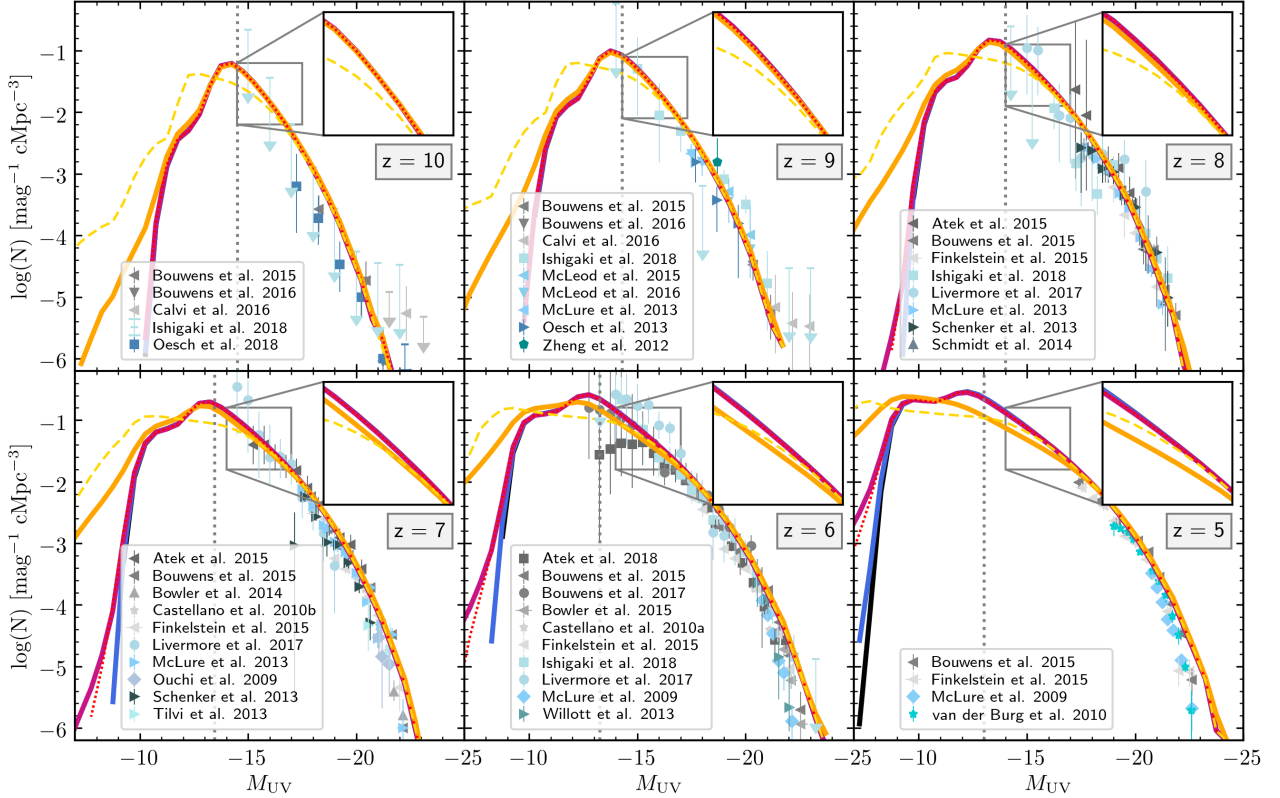 −1
−2
−3
−4
−5
−6
log(N) [mag−1 cMpc−3]
z = 10
Bouwens et al. 2015
Bouwens et al. 2016
Calvi et al. 2016
Ishigaki et al. 2018
Oesch et al. 2018
z = 9
Bouwens et al. 2015
Bouwens et al. 2016
Calvi et al. 2016
Ishigaki et al. 2018
McLeod et al. 2015
McLeod et al. 2016
McLure et al. 2013
Oesch et al. 2013
Zheng et al. 2012
z = 8
Atek et al. 2015
Bouwens et al. 2015
Finkelstein et al. 2015
Ishigaki et al. 2018
Livermore et al. 2017
McLure et al. 2013
Schenker et al. 2013
Schmidt et al. 2014
−1
−2
−3
−4
−5
−6
log(N) [mag−1 cMpc−3]
z = 7
Atek et al. 2015
Bouwens et al. 2015
Bowler et al. 2014
Castellano et al. 2010b
Finkelstein et al. 2015
Livermore et al. 2017
McLure et al. 2013
Ouchi et al. 2009
Schenker et al. 2013
Tilvi et al. 2013
z = 6
Atek et al. 2018
Bouwens et al. 2015
Bouwens et al. 2017
Bowler et al. 2015
Castellano et al. 2010a
Finkelstein et al. 2015
Ishigaki et al. 2018
Livermore et al. 2017
McLure et al. 2009
Willott et al. 2013
z = 5
Bouwens et al. 2015
Finkelstein et al. 2015
McLure et al. 2009
van der Burg et al. 2010
−10 −15 −20 −10 −15 −20 −10 −15 −20 −25
MUV MUV MUV